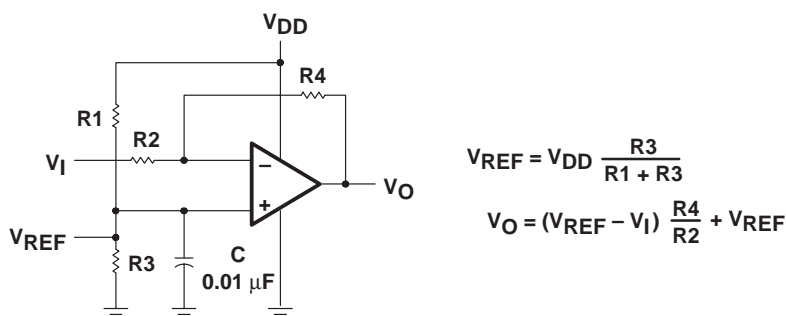 VDD
R4
R1
R2
VI
−
+
VO
VREF
R3
C
0.01 μF
VREF = VDD R3 / R1 + R3
VO = (VREF − VI) R4 / R2 + VREF